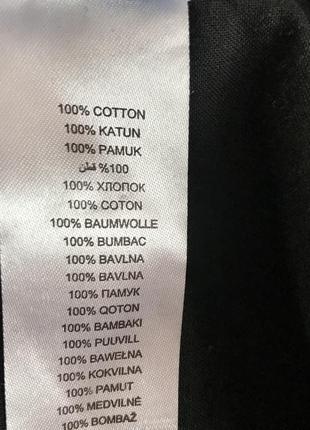 100% COTTON
100% KATUN
100% PAMUK
%100 قطن
100% ХЛОПОК
100% COTON
100% BAUMWOLLE
100% BUMBAC
100% BAVLNA
100% BAVLNA
100% ПАМУК
100% QOTON
100% BAMBAKI
100% PUUVILL
100% BAWEŁNA
100% KOKVILNA
100% PAMUT
100% MEDVILNĖ
100% BOMBAŽ